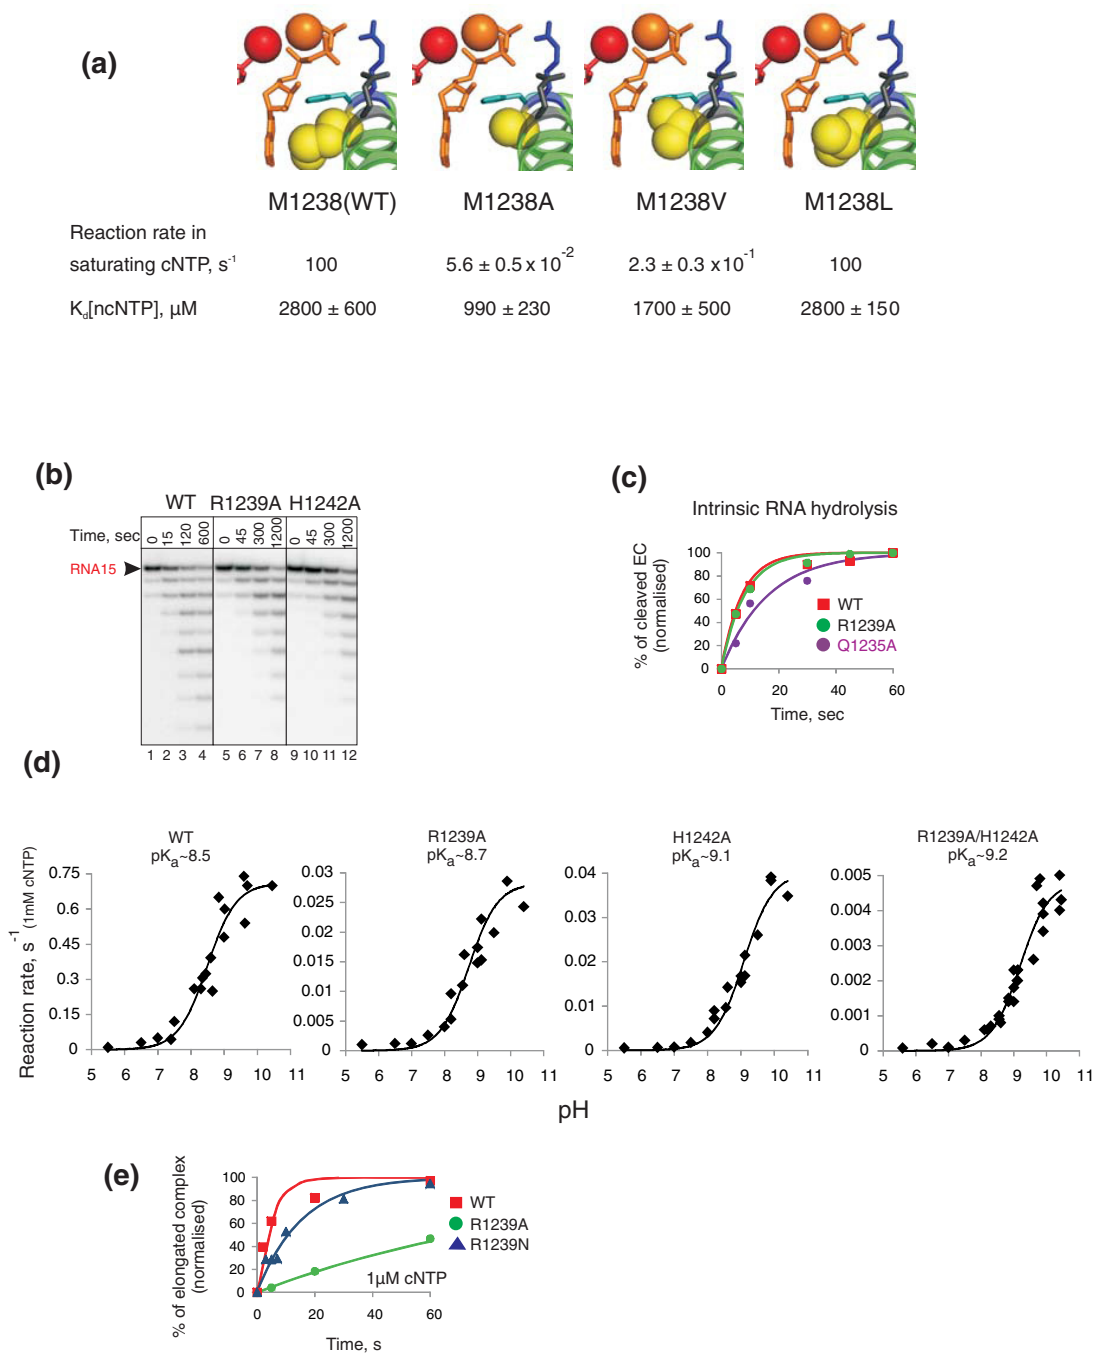 (a)
M1238(WT) M1238A M1238V M1238L
Reaction rate in
saturating cNTP, s-1 100 5.6 ± 0.5 x 10-2 2.3 ± 0.3 x10-1 100
Kd[ncNTP], μM 2800 ± 600 990 ± 230 1700 ± 500 2800 ± 150
(b)
WT R1239A H1242A
Time, sec 0 15 120 600 0 45 300 1200 0 45 300 1200
RNA15
1 2 3 4 5 6 7 8 9 10 11 12
(c)
Intrinsic RNA hydrolysis
% of cleaved EC
(normalised)
100
80
60
40
20
0
WT
R1239A
Q1235A
0 20 40 60
Time, sec
(d)
Reaction rate, s-1 (1mM cNTP)
WT
pKa~8.5
0.75
0.6
0.45
0.3
0.15
0
5 6 7 8 9 10 11
R1239A
pKa~8.7
0.03
0.025
0.02
0.015
0.01
0.005
0
5 6 7 8 9 10 11
H1242A
pKa~9.1
0.04
0.03
0.02
0.01
0
5 6 7 8 9 10 11
R1239A/H1242A
pKa~9.2
0.005
0.004
0.003
0.002
0.001
0
5 6 7 8 9 10 11
pH
(e)
% of elongated complex
(normalised)
100
80
60
40
20
0
WT
R1239A
R1239N
1μM cNTP
0 20 40 60
Time, s